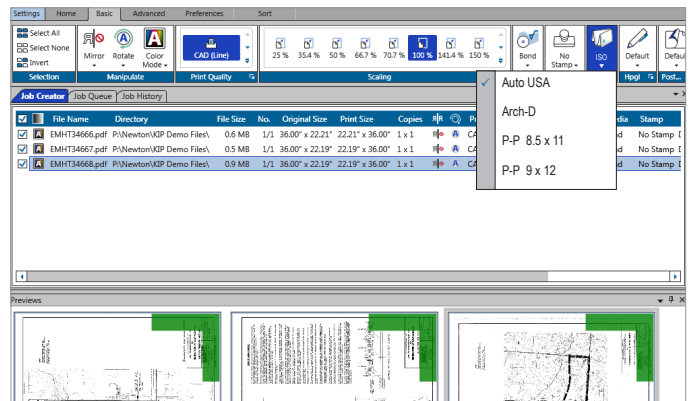 Settings Home Basic Advanced Preferences Sort
Select All
Select None
Invert
Mirror
Rotate
Color Mode
CAD (Line)
25 % 35.4 % 50 % 66.7 % 70.7 % 100 % 141.4 % 150 %
Bond
No Stamp
ISO
Default
Selection Manipulate Print Quality Scaling Hpgl Post...
Auto USA
Arch-D
P-P 8.5 x 11
P-P 9 x 12
Job Creator Job Queue Job History
File Name Directory File Size No. Original Size Print Size Copies Stamp
EMHT34666.pdf P:\Newton\KIP Demo Files\ 0.6 MB 1/1 36.00" x 22.21" 22.21" x 36.00" 1 x 1 No Stamp
EMHT34667.pdf P:\Newton\KIP Demo Files\ 0.5 MB 1/1 36.00" x 22.19" 22.19" x 36.00" 1 x 1 No Stamp
EMHT34668.pdf P:\Newton\KIP Demo Files\ 0.9 MB 1/1 36.00" x 22.19" 22.19" x 36.00" 1 x 1 No Stamp
Previews